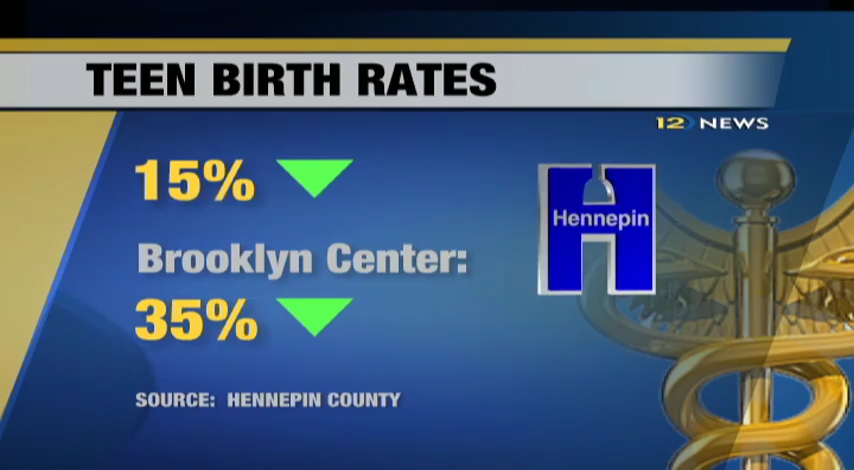 TEEN BIRTH RATES
12 NEWS
15%
Hennepin
Brooklyn Center:
35%
SOURCE: HENNEPIN COUNTY